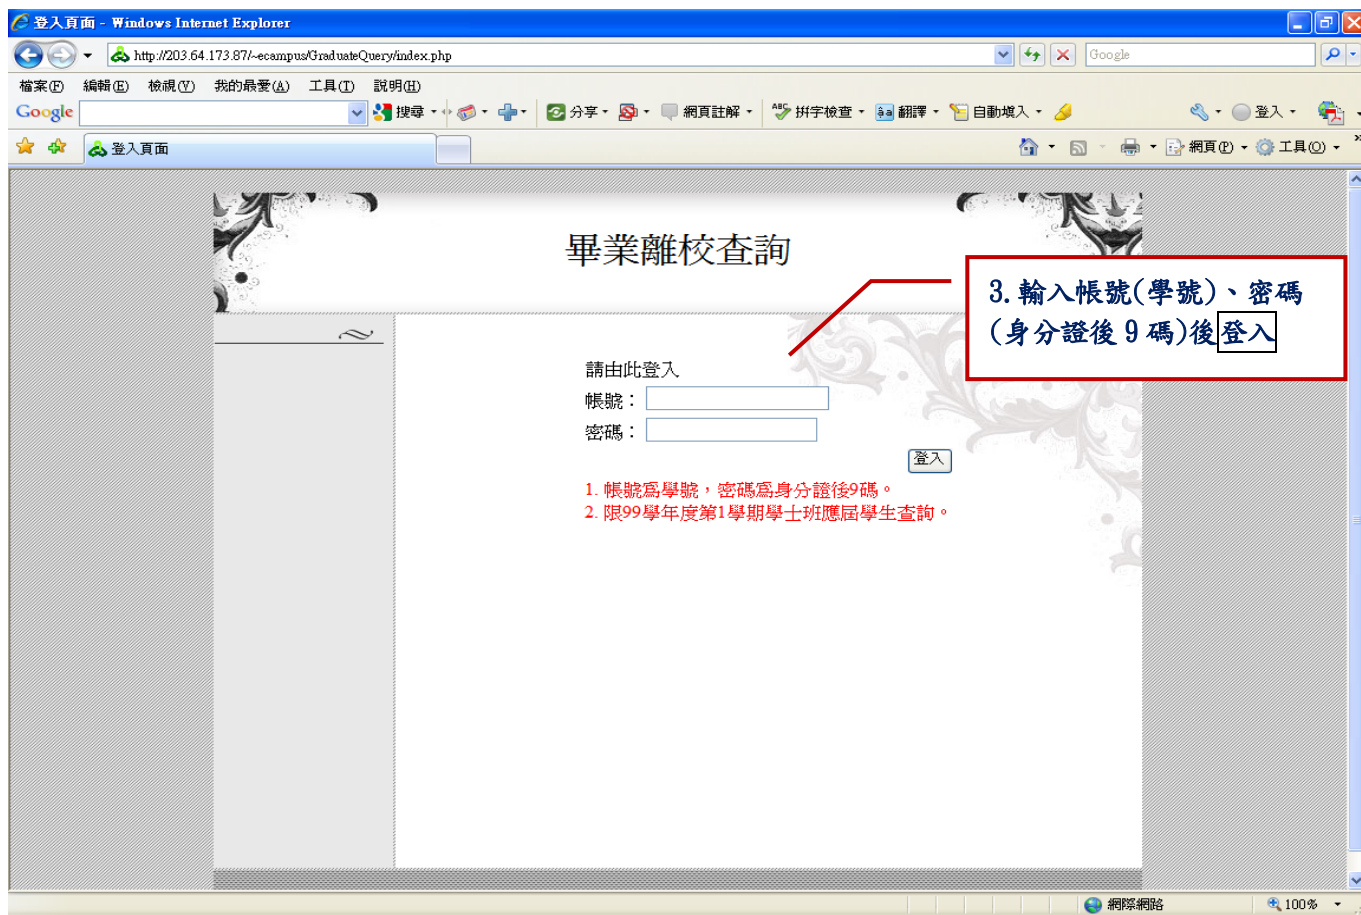 登入頁面 - Windows Internet Explorer
http://203.64.173.87/~ecampus/GraduateQuery/index.php
Google
檔案(F) 編輯(E) 檢視(V) 我的最愛(A) 工具(T) 說明(H)
Google 搜尋 分享 網頁註解 拼字檢查 翻譯 自動填入 登入
登入頁面 網頁(P) 工具(O)
畢業離校查詢
3.輸入帳號(學號)、密碼
(身分證後9碼)後登入
請由此登入
帳號：
密碼：
登入
1. 帳號為學號，密碼為身分證後9碼。
2. 限99學年度第1學期學士班應屆學生查詢。
網際網路 100%